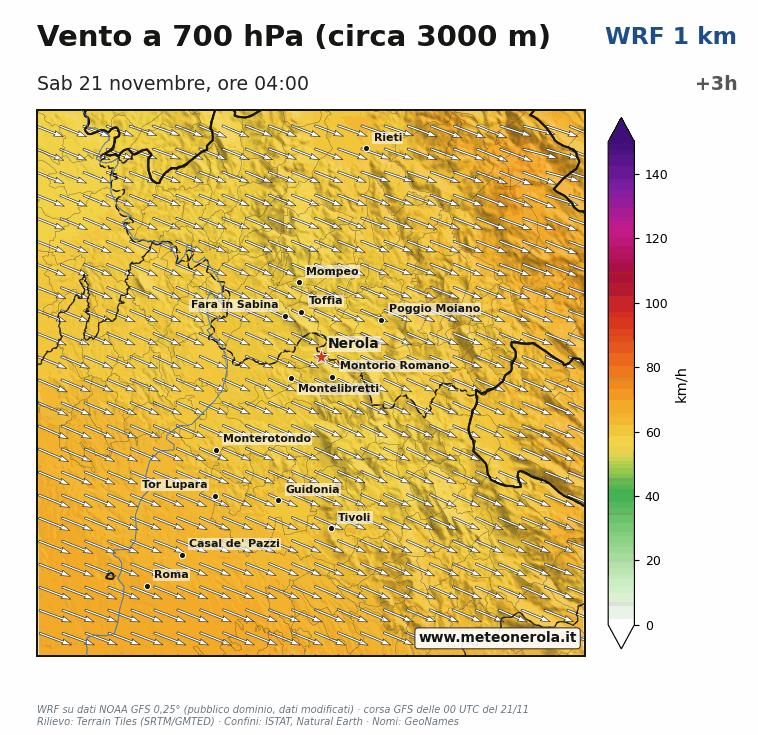 Vento a 700 hPa (circa 3000 m)
WRF 1 km
Sab 21 novembre, ore 04:00
+3h
Rieti
Mompeo
Fara in Sabina
Toffia
Poggio Moiano
Nerola
Montorio Romano
Montelibretti
Monterotondo
Tor Lupara
Guidonia
Tivoli
Casal de' Pazzi
Roma
www.meteonerola.it
140
120
100
80
60
40
20
0
km/h
WRF su dati NOAA GFS 0,25° (pubblico dominio, dati modificati) · corsa GFS delle 00 UTC del 21/11
Rilievo: Terrain Tiles (SRTM/GMTED) · Confini: ISTAT, Natural Earth · Nomi: GeoNames